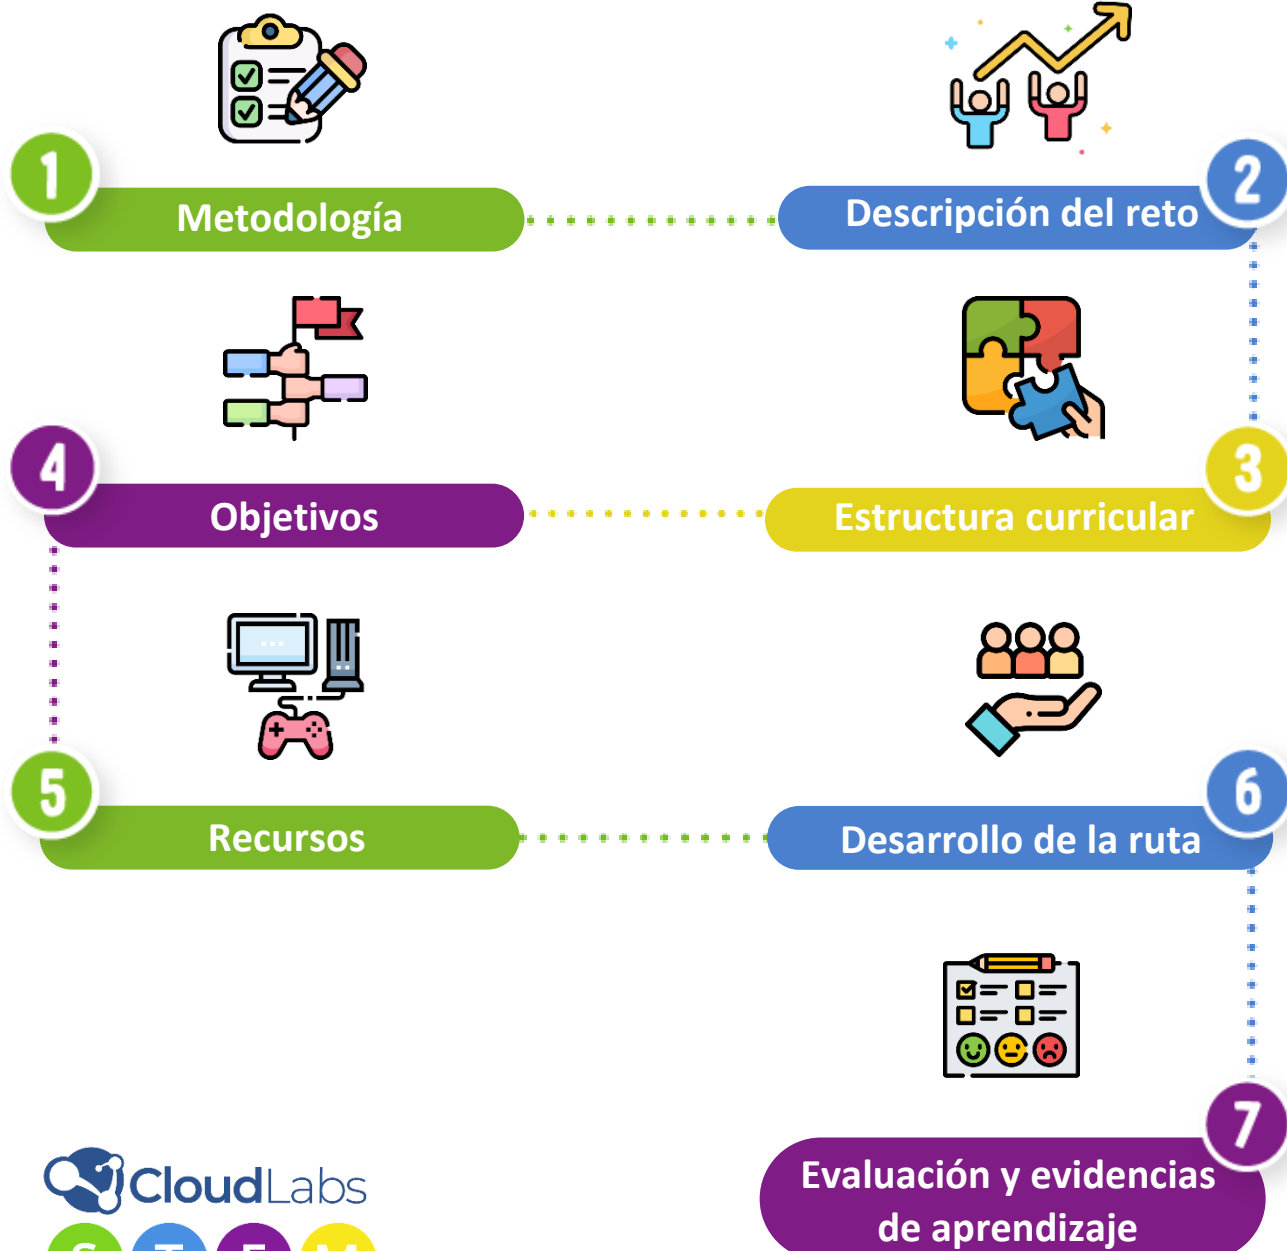 1
Metodología
2
Descripción del reto
3
Estructura curricular
4
Objetivos
5
Recursos
6
Desarrollo de la ruta
7
Evaluación y evidencias
de aprendizaje
CloudLabs
S T E M